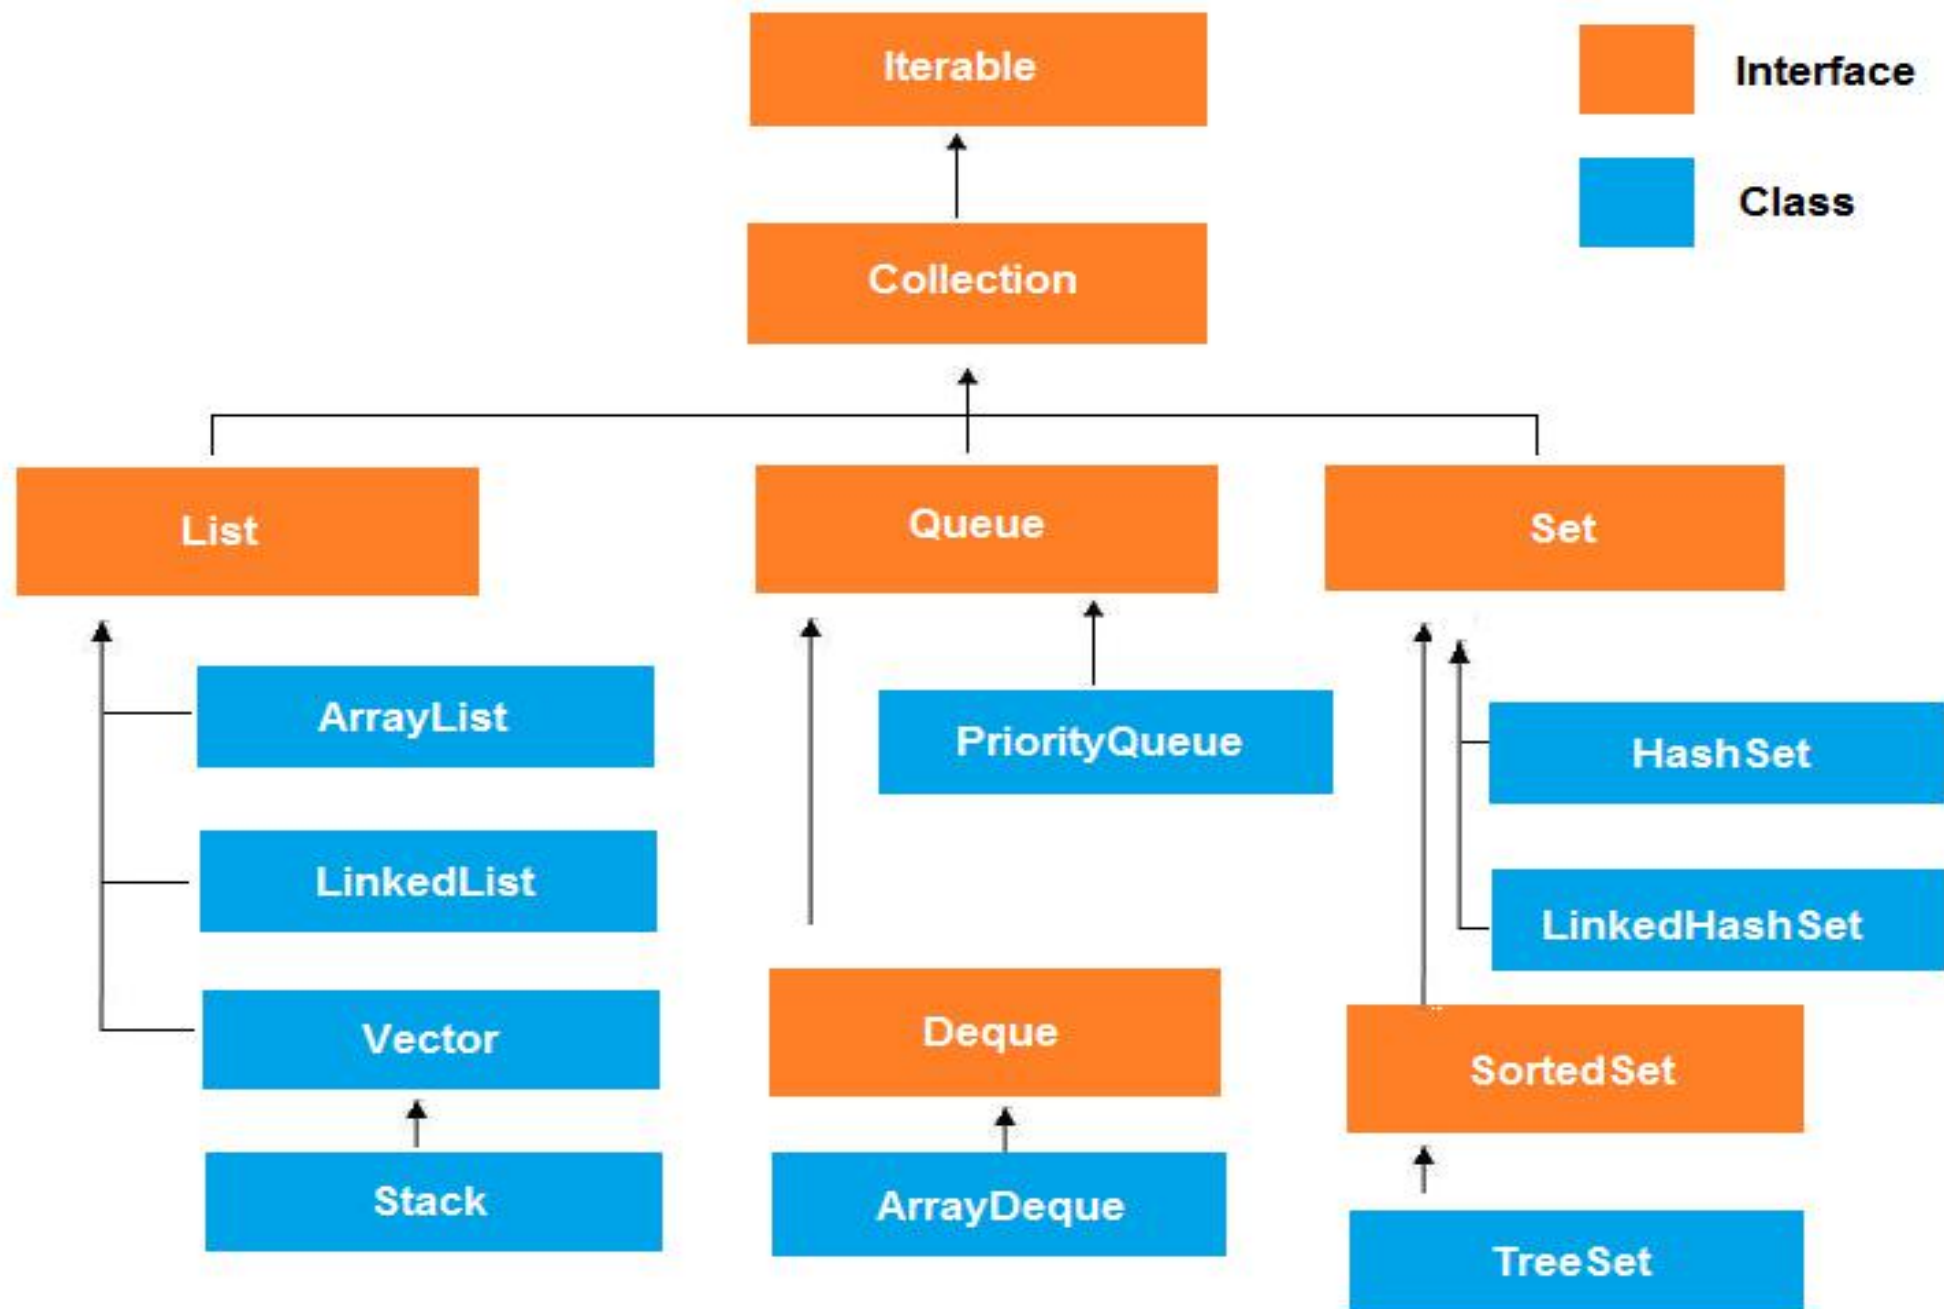 Iterable
Interface
Class
Collection
List
Queue
Set
ArrayList
PriorityQueue
HashSet
LinkedList
LinkedHashSet
Vector
Deque
SortedSet
Stack
ArrayDeque
TreeSet